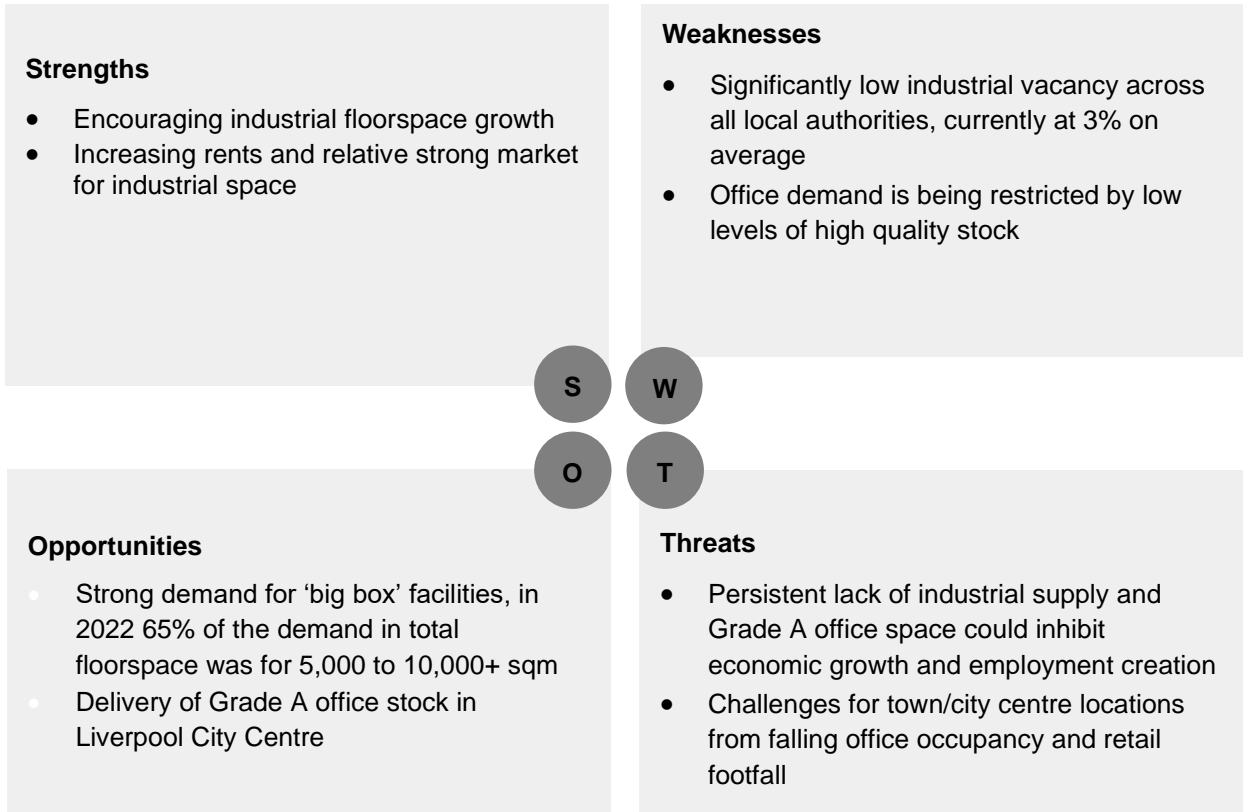 Strengths
• Encouraging industrial floorspace growth
• Increasing rents and relative strong market
for industrial space
Weaknesses
• Significantly low industrial vacancy across
all local authorities, currently at 3% on
average
• Office demand is being restricted by low
levels of high quality stock
S
W
O
T
Opportunities
• Strong demand for ‘big box’ facilities, in
2022 65% of the demand in total
floorspace was for 5,000 to 10,000+ sqm
• Delivery of Grade A office stock in
Liverpool City Centre
Threats
• Persistent lack of industrial supply and
Grade A office space could inhibit
economic growth and employment creation
• Challenges for town/city centre locations
from falling office occupancy and retail
footfall